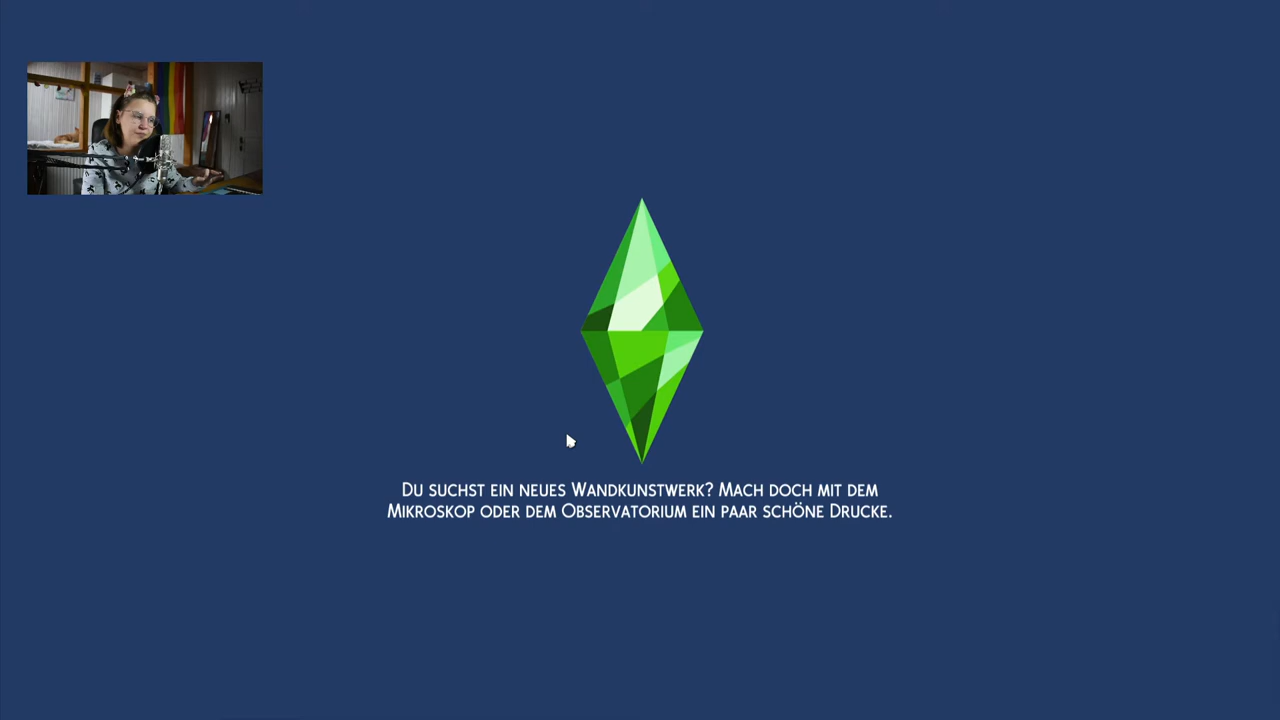 Du suchst ein neues Wandkunstwerk? Mach doch mit dem
Mikroskop oder dem Observatorium ein paar schöne Drucke.